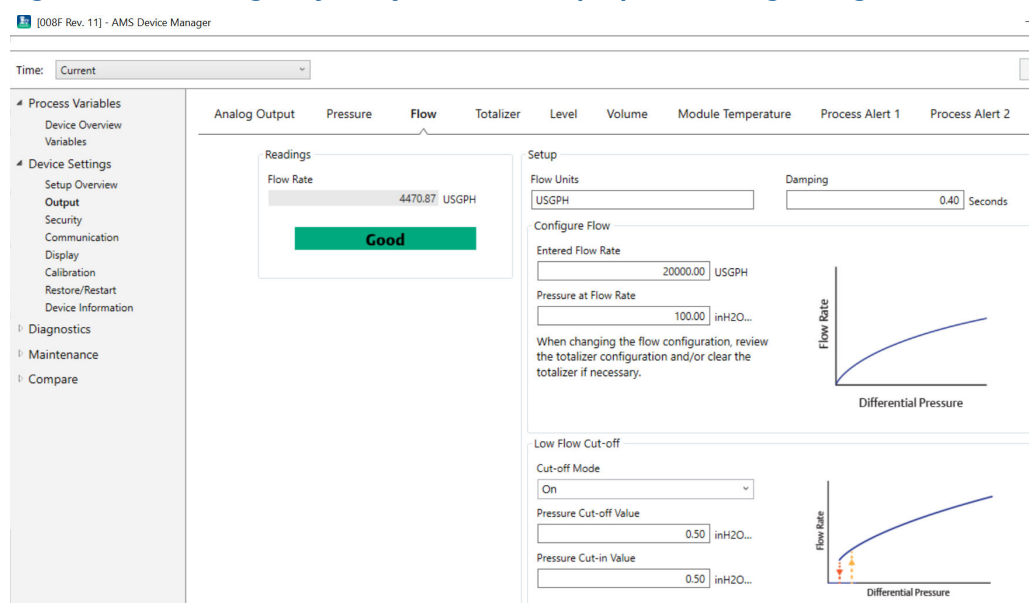 [008F Rev. 11] - AMS Device Manager
Time: Current
Process Variables
Device Overview
Variables
Device Settings
Setup Overview
Output
Security
Communication
Display
Calibration
Restore/Restart
Device Information
Diagnostics
Maintenance
Compare
Analog Output Pressure Flow Totalizer Level Volume Module Temperature Process Alert 1 Process Alert 2
Readings
Flow Rate
4470.87 USGPH
Good
Setup
Flow Units
USGPH
Damping
0.40 Seconds
Configure Flow
Entered Flow Rate
20000.00 USGPH
Pressure at Flow Rate
100.00 inH2O...
When changing the flow configuration, review
the totalizer configuration and/or clear the
totalizer if necessary.
Flow Rate
Differential Pressure
Low Flow Cut-off
Cut-off Mode
On
Pressure Cut-off Value
0.50 inH2O...
Pressure Cut-in Value
0.50 inH2O...
Flow Rate
Differential Pressure